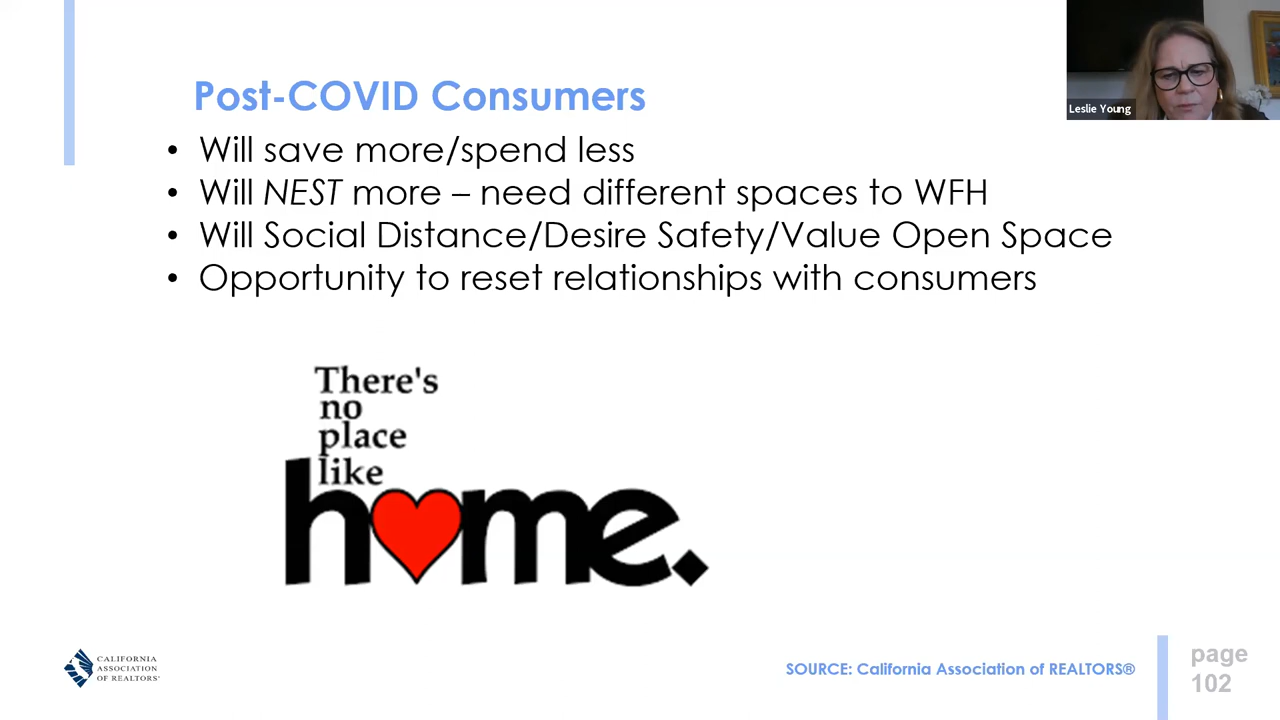 Leslie Young
Post-COVID Consumers
• Will save more/spend less
• Will NEST more – need different spaces to WFH
• Will Social Distance/Desire Safety/Value Open Space
• Opportunity to reset relationships with consumers
There's
no
place
like
home.
CALIFORNIA
ASSOCIATION
OF REALTORS®
SOURCE: California Association of REALTORS®
page
102